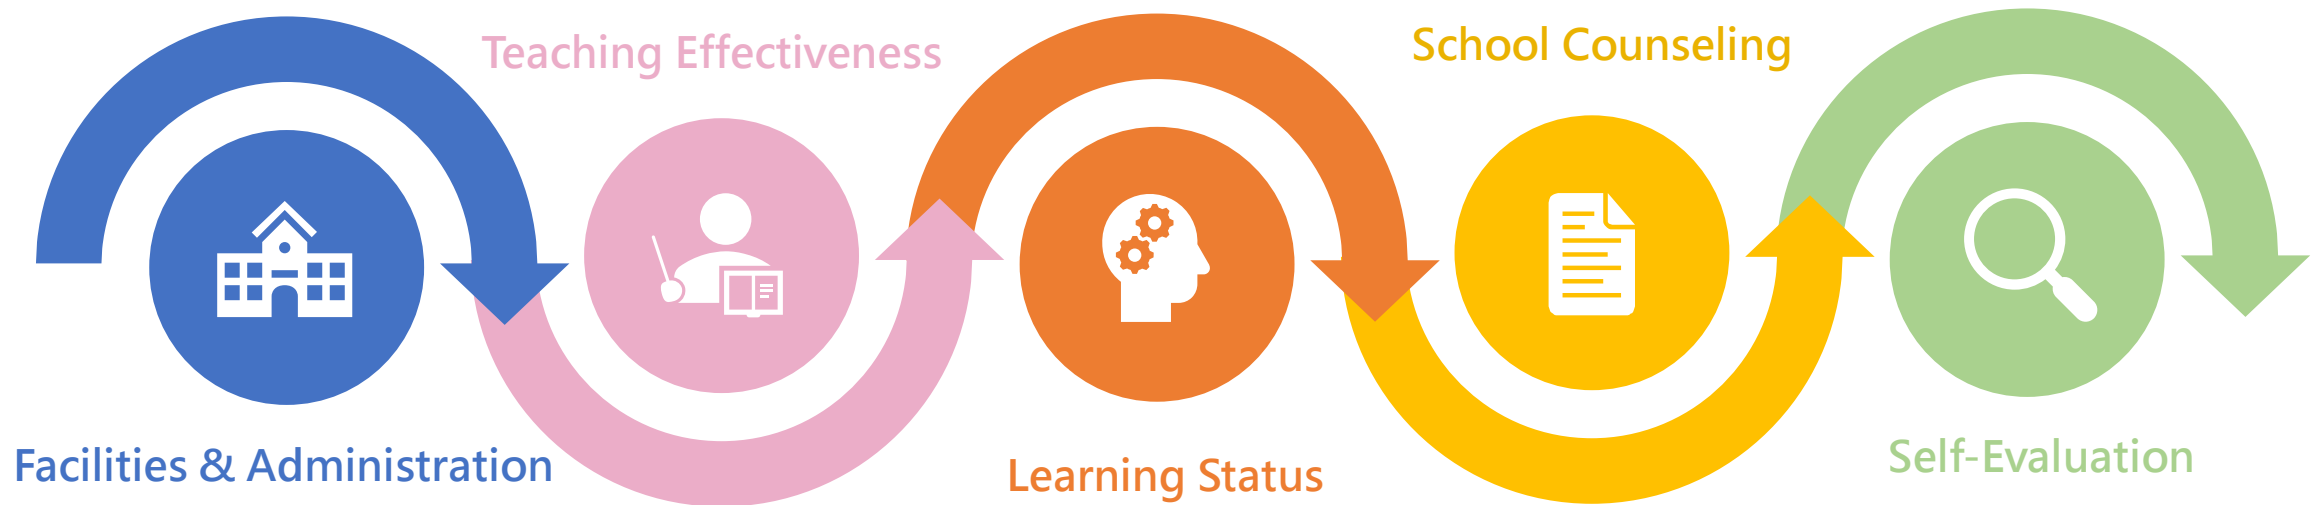 Facilities & Administration
Teaching Effectiveness
Learning Status
School Counseling
Self-Evaluation